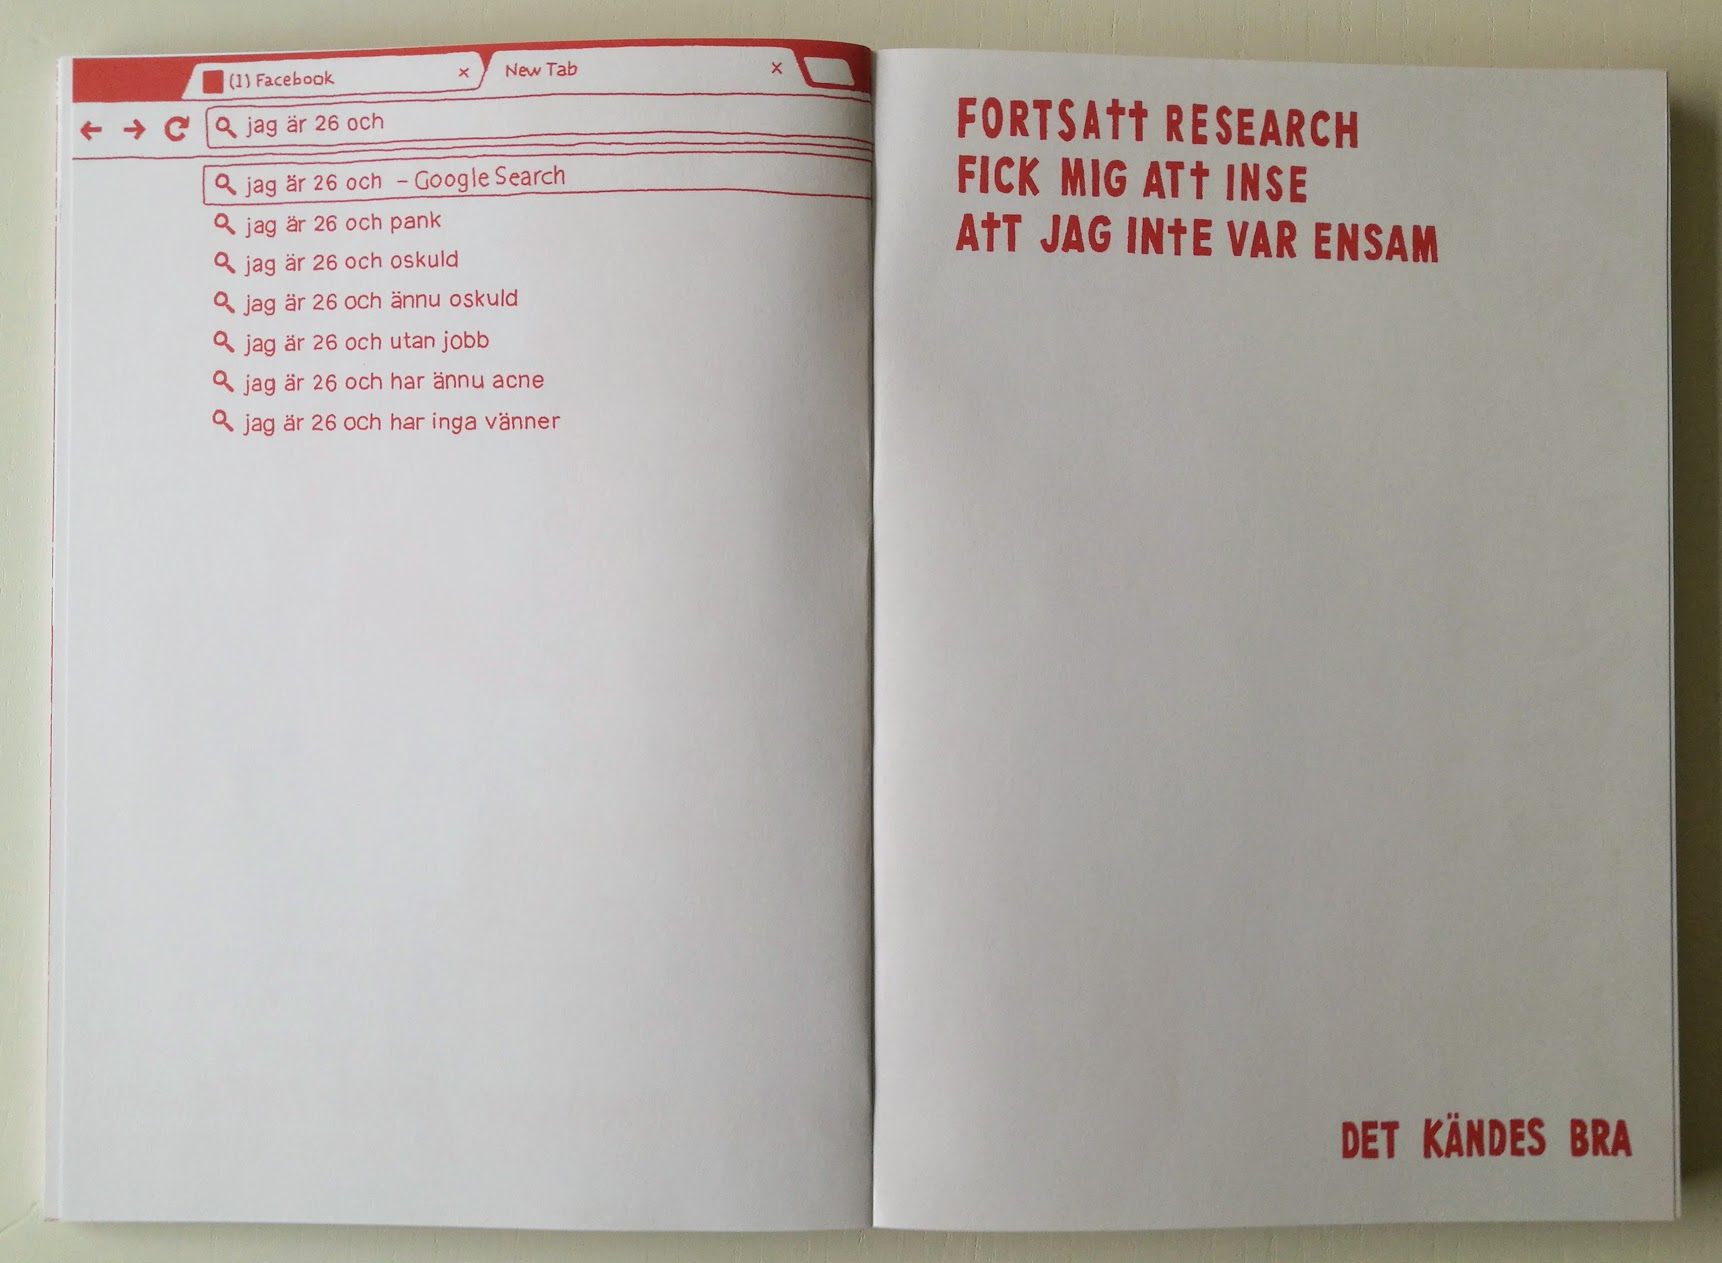 (1) Facebook × New Tab ×
jag är 26 och
jag är 26 och – Google Search
jag är 26 och pank
jag är 26 och oskuld
jag är 26 och ännu oskuld
jag är 26 och utan jobb
jag är 26 och har ännu acne
jag är 26 och har inga vänner
FORTSATT RESEARCH
FICK MIG ATT INSE
ATT JAG INTE VAR ENSAM
DET KÄNDES BRA